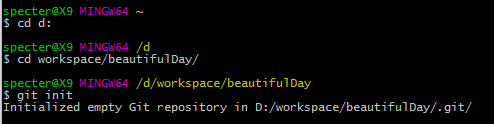 specter@X9 MINGW64 ~
$ cd d:
specter@X9 MINGW64 /d
$ cd workspace/beautifulDay/
specter@X9 MINGW64 /d/workspace/beautifulDay
$ git init
Initialized empty Git repository in D:/workspace/beautifulDay/.git/